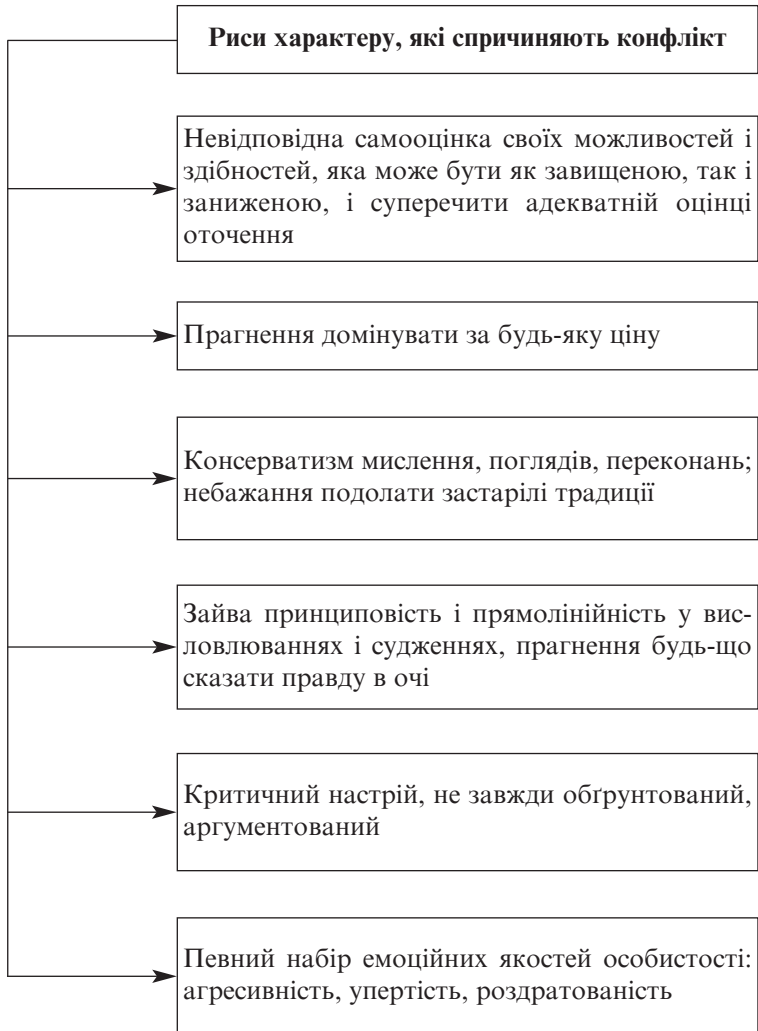 Риси характеру, які спричиняють конфлікт
Невідповідна самооцінка своїх можливостей і
здібностей, яка може бути як завищеною, так і
заниженою, і суперечити адекватній оцінці
оточення
Прагнення домінувати за будь-яку ціну
Консерватизм мислення, поглядів, переконань;
небажання подолати застарілі традиції
Зайва принциповість і прямолінійність у вис-
ловлюваннях і судженнях, прагнення будь-що
сказати правду в очі
Критичний настрій, не завжди обґрунтований,
аргументований
Певний набір емоційних якостей особистості:
агресивність, упертість, роздратованість